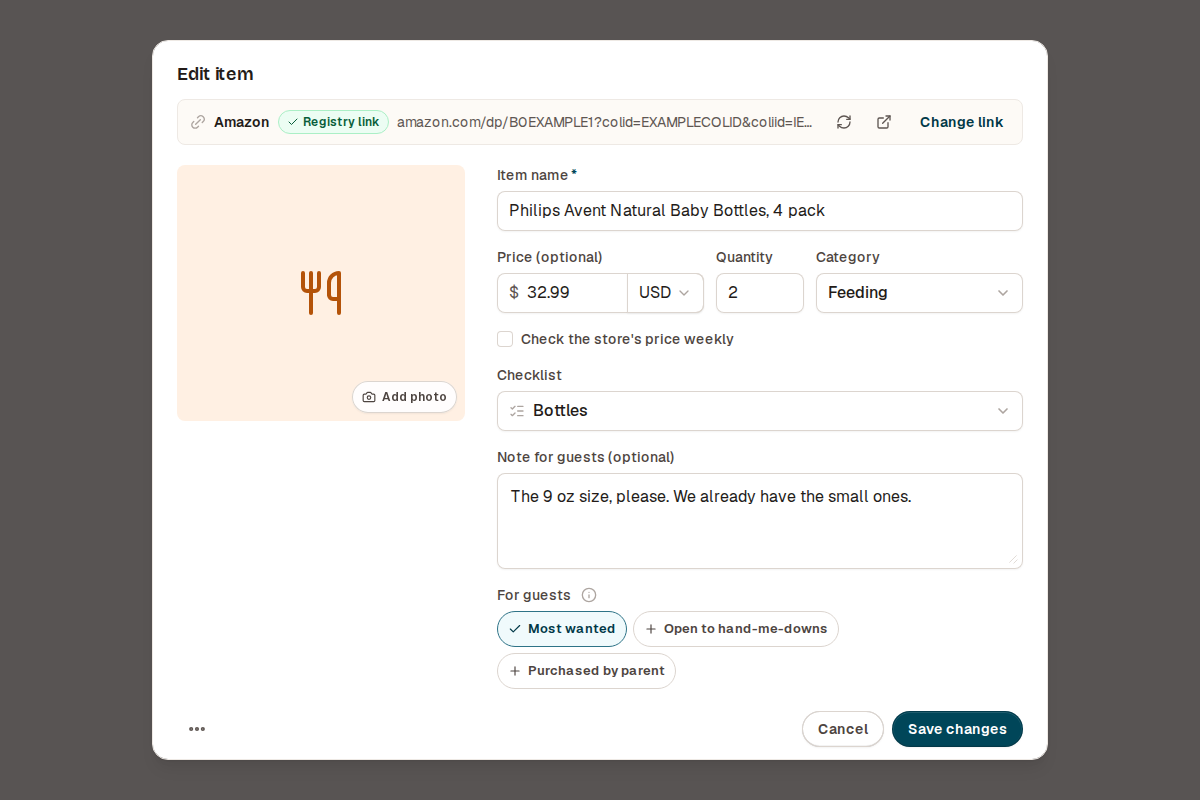 Edit item
Amazon Registry link amazon.com/dp/B0EXAMPLE1?colid=EXAMPLECOLID&coliid=IE... Change link
Item name *
Philips Avent Natural Baby Bottles, 4 pack
Price (optional) Quantity Category
$ 32.99 USD 2 Feeding
Check the store's price weekly
Add photo
Checklist
Bottles
Note for guests (optional)
The 9 oz size, please. We already have the small ones.
For guests
Most wanted + Open to hand-me-downs
+ Purchased by parent
Cancel Save changes